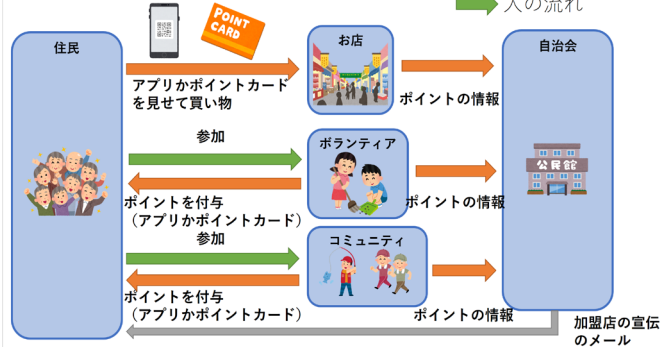 人の流れ
POINT
CARD
住民
お店
自治会
アプリかポイントカード
を見せて買い物
ポイントの情報
参加
ボランティア
公民館
ポイントを付与
（アプリかポイントカード）
ポイントの情報
参加
コミュニティ
ポイントを付与
（アプリかポイントカード）
ポイントの情報
加盟店の宣伝
のメール